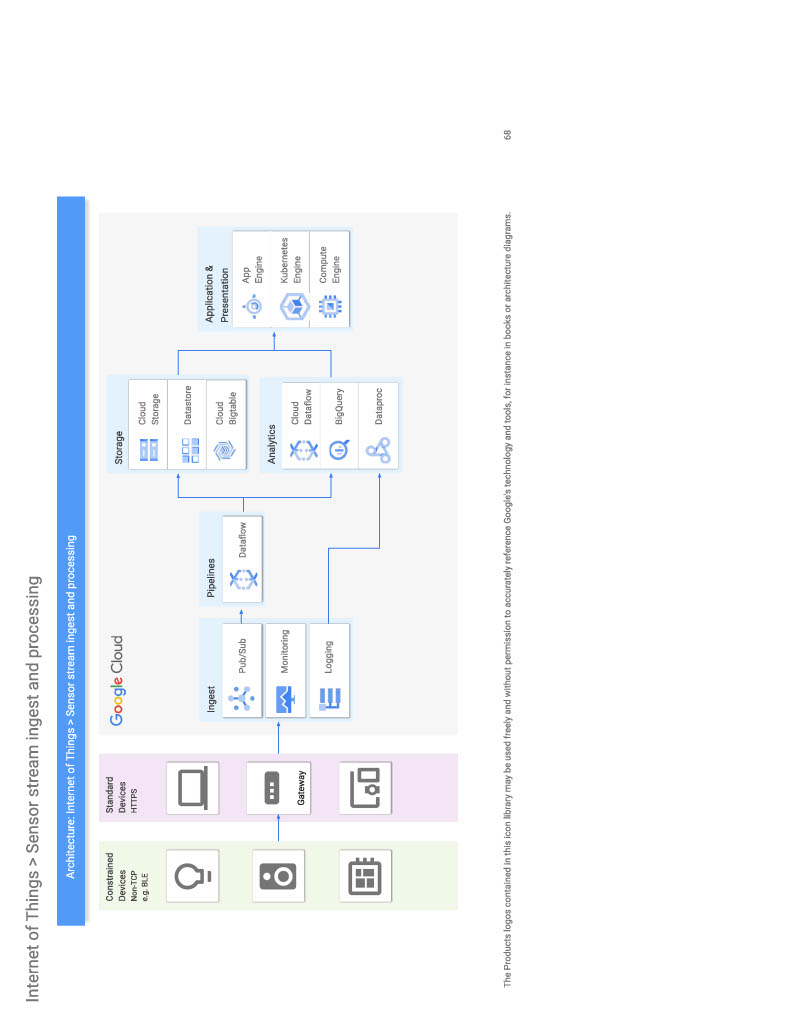 Internet of Things > Sensor stream ingest and processing
Architecture: Internet of Things > Sensor stream ingest and processing
Constrained
Devices
Non-TCP
e.g. BLE
Standard
Devices
HTTPS
Gateway
Google Cloud
Ingest
Pub/Sub
Monitoring
Logging
Pipelines
Dataflow
Storage
Cloud
Storage
Datastore
Cloud
Bigtable
Analytics
Cloud
Dataflow
BigQuery
Dataproc
Application &
Presentation
App
Engine
Kubernetes
Engine
Compute
Engine
The Products logos contained in this icon library may be used freely and without permission to accurately reference Google's technology and tools, for instance in books or architecture diagrams.
68